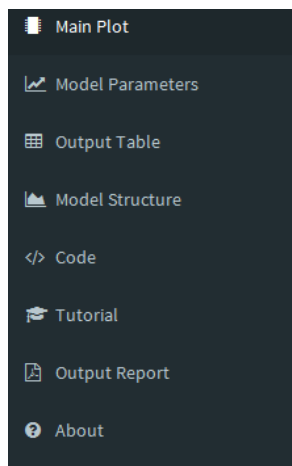 Main Plot
Model Parameters
Output Table
Model Structure
Code
Tutorial
Output Report
About